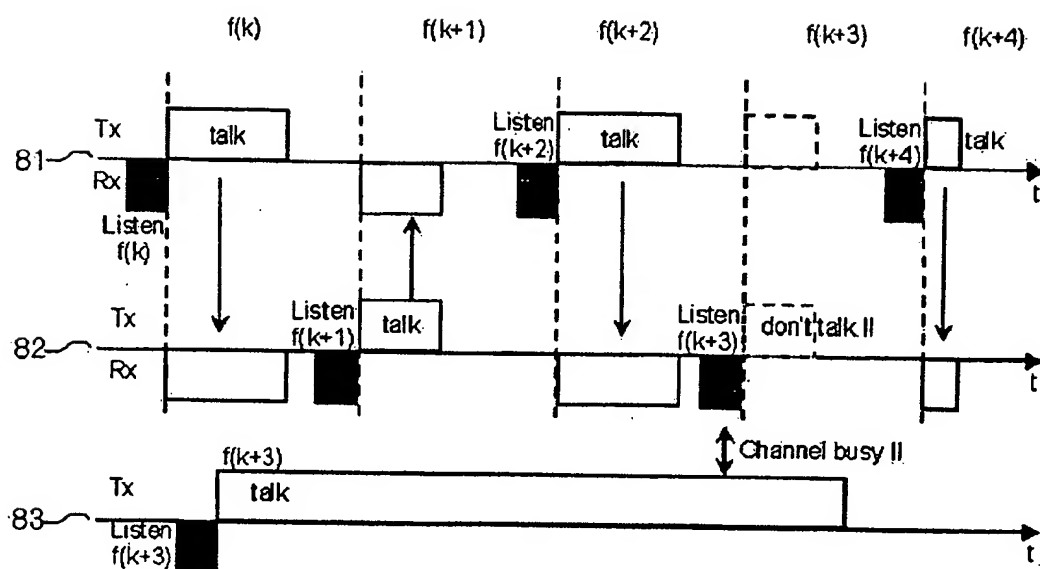 f(k) f(k+1) f(k+2) f(k+3) f(k+4)
Tx talk Listen f(k+2) talk Listen f(k+4) talk
81
Rx
t
Listen
f(k)
Tx Listen f(k+1) talk Listen f(k+3) don't talk !!
82
Rx
t
Channel busy !!
f(k+3)
Tx talk
83
Listen
f(k+3)
t